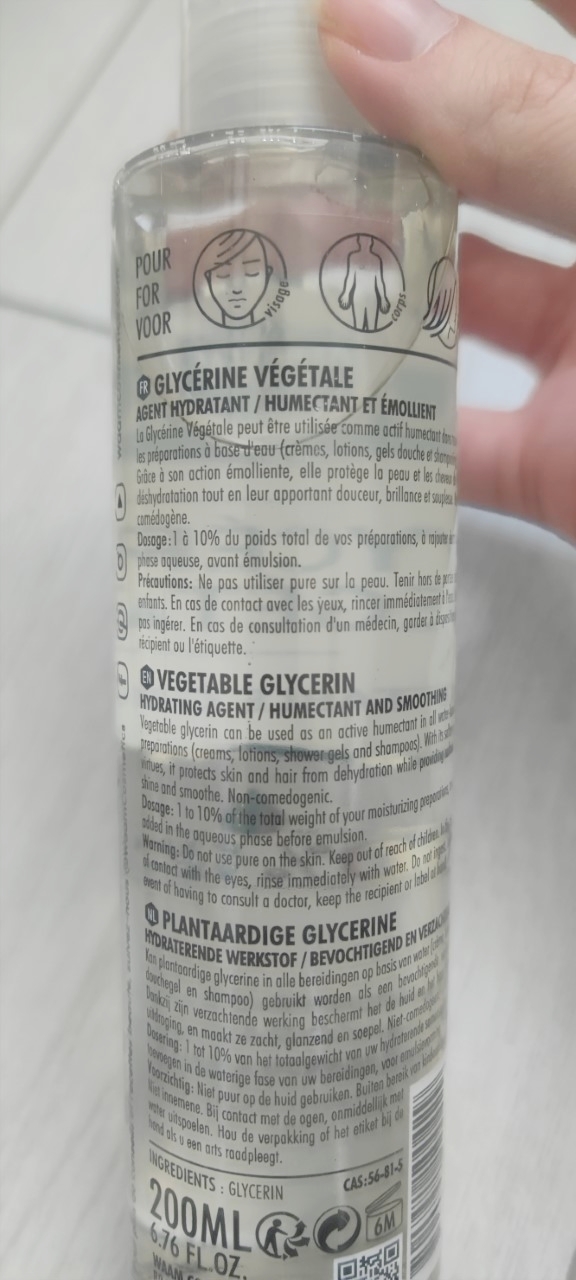 POUR
FOR
VOOR
visage
corps
FR GLYCÉRINE VÉGÉTALE
AGENT HYDRATANT / HUMECTANT ET ÉMOLLIENT
La Glycérine Végétale peut être utilisée comme actif humectant
les préparations à base d'eau (crèmes, lotions, gels douche et
Grâce à son action émolliente, elle protège la peau et les
déshydratation tout en leur apportant douceur, brillance et
comédogène.
Dosage: 1 à 10% du poids total de vos préparations, à rajouter
phase aqueuse, avant émulsion.
Précautions: Ne pas utiliser pure sur la peau. Tenir hors de
enfants. En cas de contact avec les yeux, rincer immédiatement à
pas ingérer. En cas de consultation d'un médecin, garder à
récipient ou l'étiquette.
EN VEGETABLE GLYCERIN
HYDRATING AGENT / HUMECTANT AND SMOOTHING
Vegetable glycerin can be used as an active humectant in all
preparations (creams, lotions, shower gels and shampoos). With its
virtues, it protects skin and hair from dehydration while providing
shine and smoothe. Non-comedogenic.
Dosage: 1 to 10% of the total weight of your moisturizing preparations,
added in the aqueous phase before emulsion.
Warning: Do not use pure on the skin. Keep out of reach of children. In
of contact with the eyes, rinse immediately with water. Do not ingest.
event of having to consult a doctor, keep the recipient or label
NL PLANTAARDIGE GLYCERINE
HYDRATERENDE WERKSTOF / BEVOCHTIGEND EN
Kan plantaardige glycerine in alle bereidingen op basis van water
douchegel en shampoo) gebruikt worden als een bevochtigende
Dankzij zijn verzachtende werking beschermt het de huid en het
uitdroging, en maakt ze zacht, glanzend en soepel.
Dosering: 1 tot 10% van het totaalgewicht van uw hydraterende
toevoegen in de waterige fase van uw bereidingen, voor
Voorzichtig: Niet puur op de huid gebruiken. Buiten bereik van
Niet innemene. Bij contact met de ogen, onmiddellijk met
water uitspoelen. Hou de verpakking of het etiket bij de
hand als u een arts raadpleegt.
INGREDIENTS : GLYCERIN
CAS:56-81-5
200ML
6.76 FL.OZ.
6M
WAAM